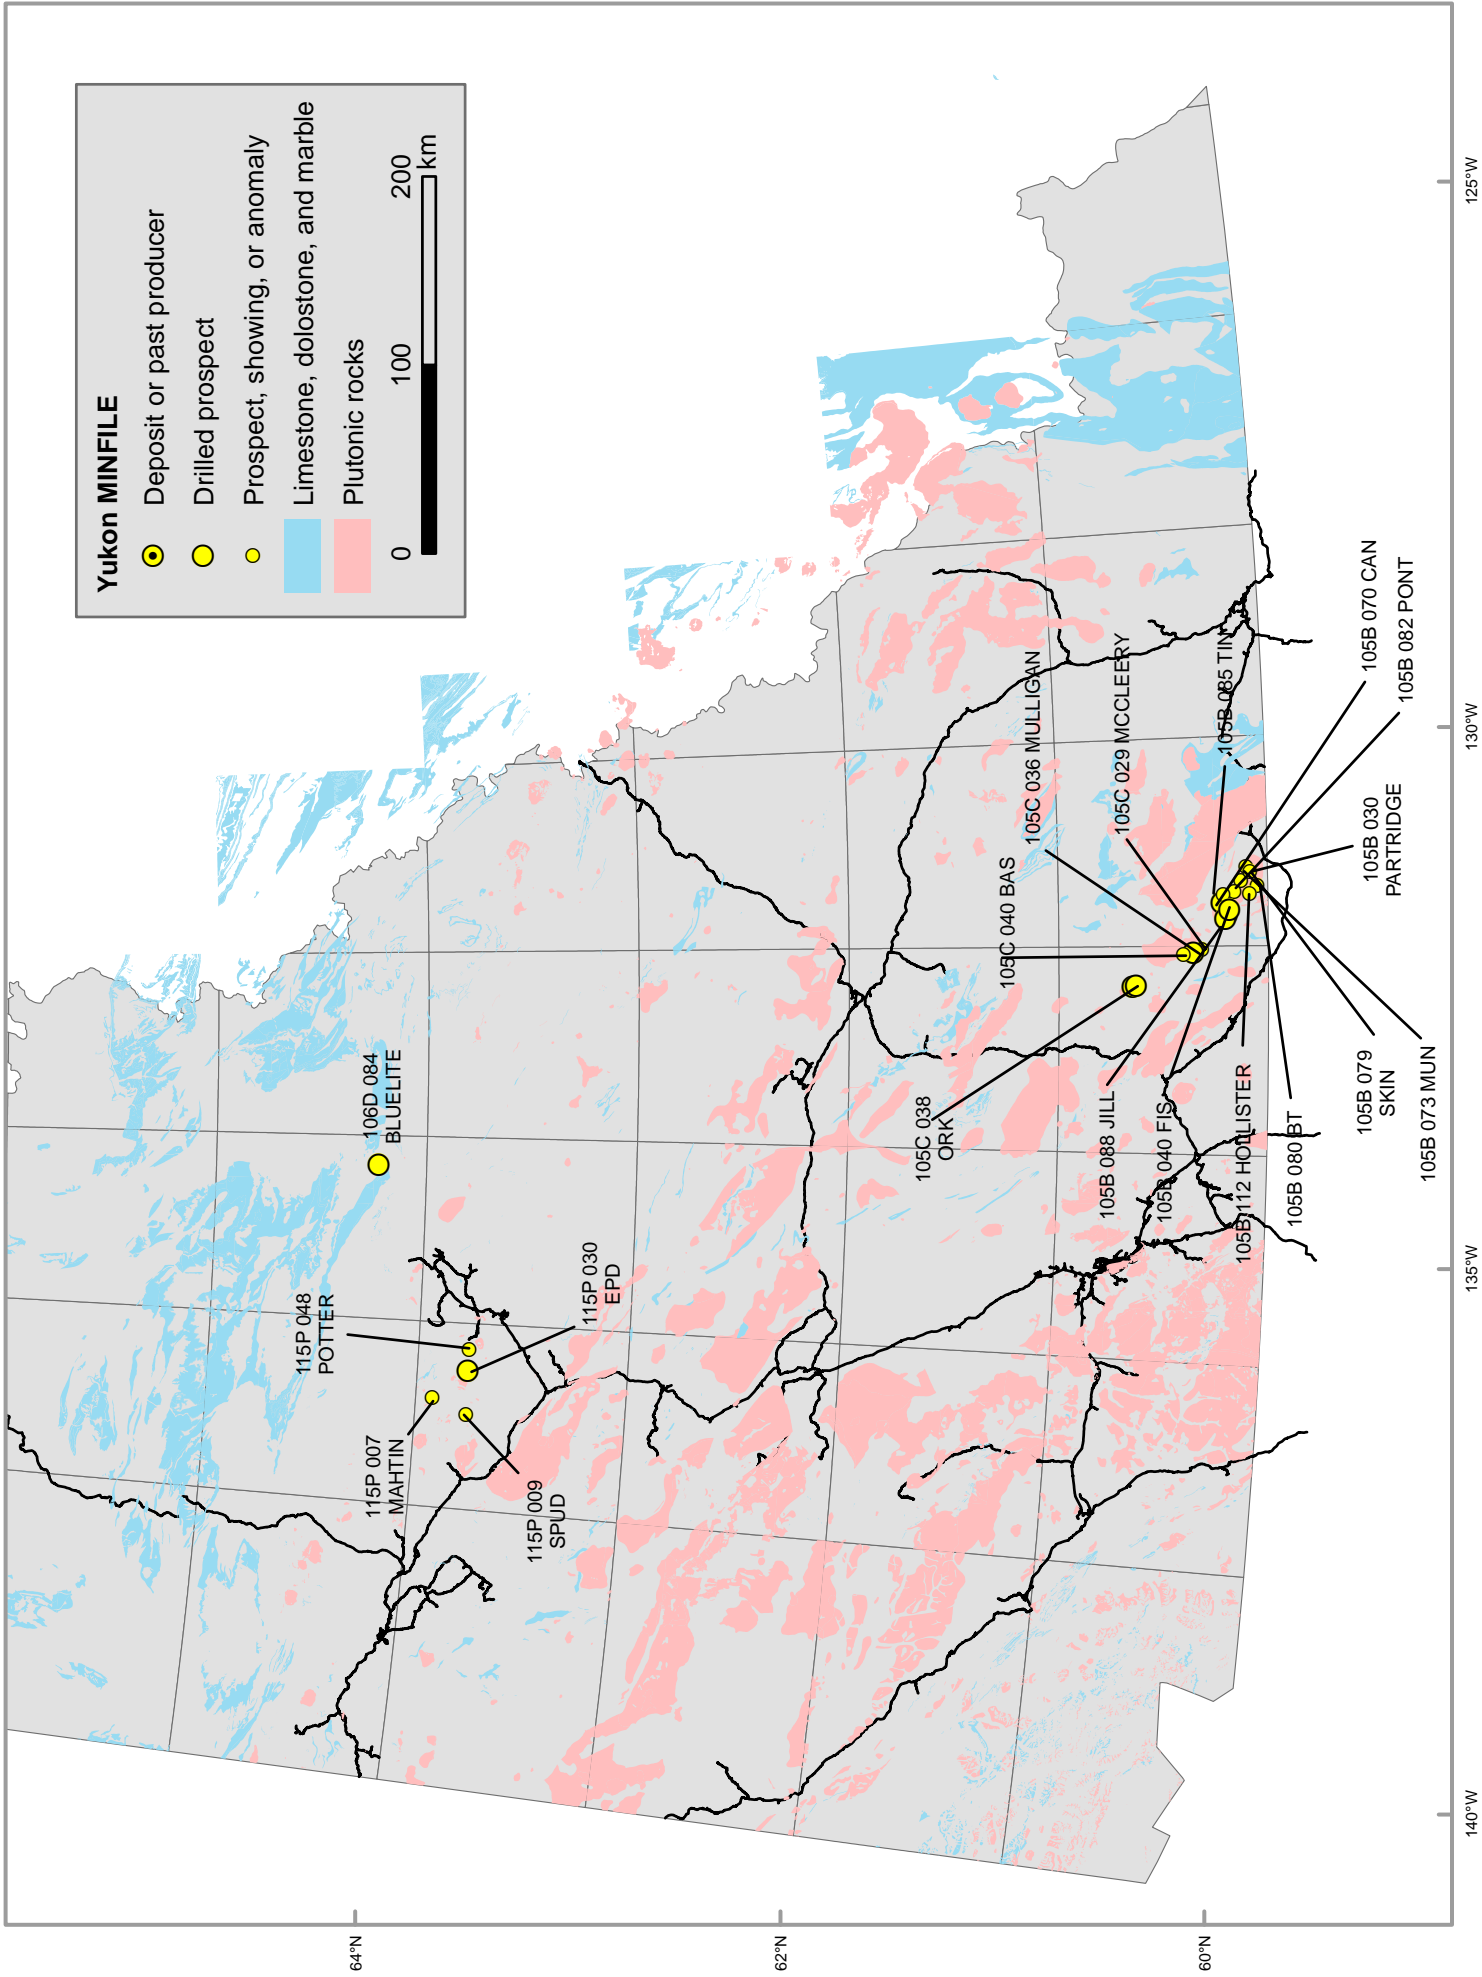 Yukon MINFILE
Deposit or past producer
Drilled prospect
Prospect, showing, or anomaly
Limestone, dolostone, and marble
Plutonic rocks
0
100
200
km
106D 084
BLUELITE
115P 048
POTTER
115P 030
EPD
115P 007
MAHTIN
115P 009
SPUD
105C 036 MULLIGAN
105C 029 MCCLEERY
105B 085 TIN
105B 070 CAN
105B 082 PONT
105B 030
PARTRIDGE
105C 040 BAS
105C 038
ORK
105B 088 JILL
105B 040 FIS
105B 112 HOLLISTER
105B 080 BT
105B 079
SKIN
105B 073 MUN
64°N
62°N
60°N
140°W
135°W
130°W
125°W